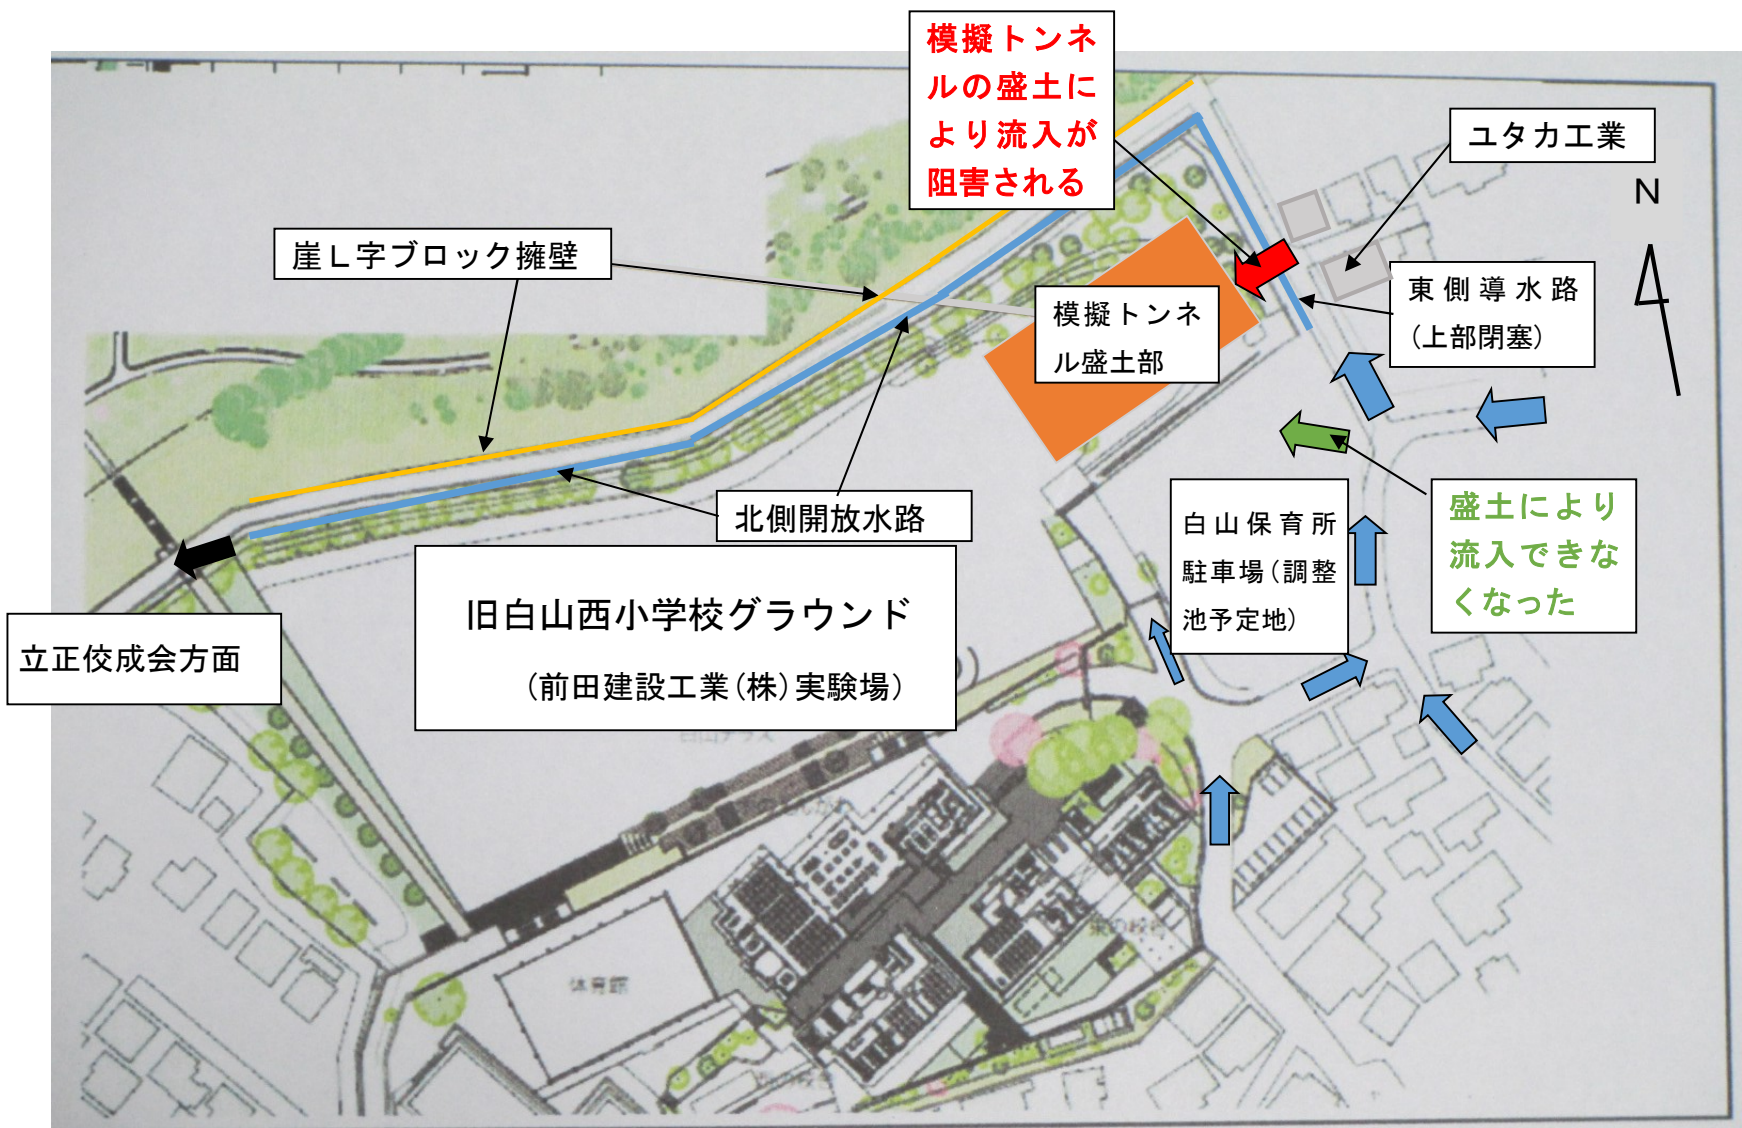 模擬トンネ
ルの盛土に
より流入が
阻害される
ユタカ工業
N
崖L字ブロック擁壁
東側導水路
(上部閉塞)
模擬トンネ
ル盛土部
北側開放水路
白山保育所
駐車場(調整
池予定地)
盛土により
流入できな
くなった
旧白山西小学校グラウンド
(前田建設工業(株)実験場)
立正佼成会方面
白山テラス
体育館